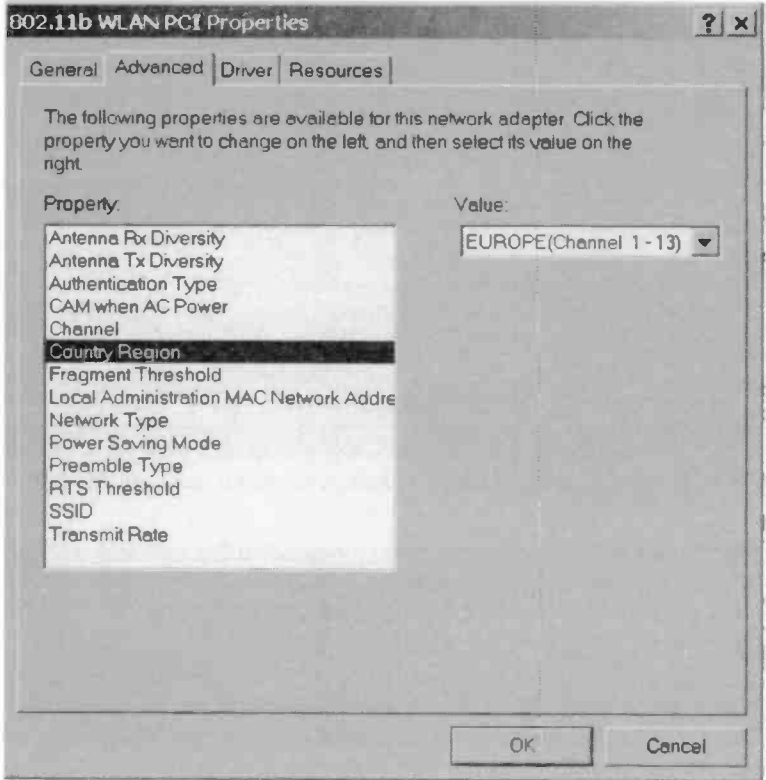 802.11b WLAN PCI Properties
? x
General Advanced Driver Resources
The following properties are available for this network adapter. Click the
property you want to change on the left, and then select its value on the
right.
Property:
Value:
Antenna Rx Diversity
EUROPE(Channel 1-13)
Antenna Tx Diversity
Authentication Type
CAM when AC Power
Channel
Country Region
Fragment Threshold
Local Administration MAC Network Addre
Network Type
Power Saving Mode
Preamble Type
RTS Threshold
SSID
Transmit Rate
OK Cancel